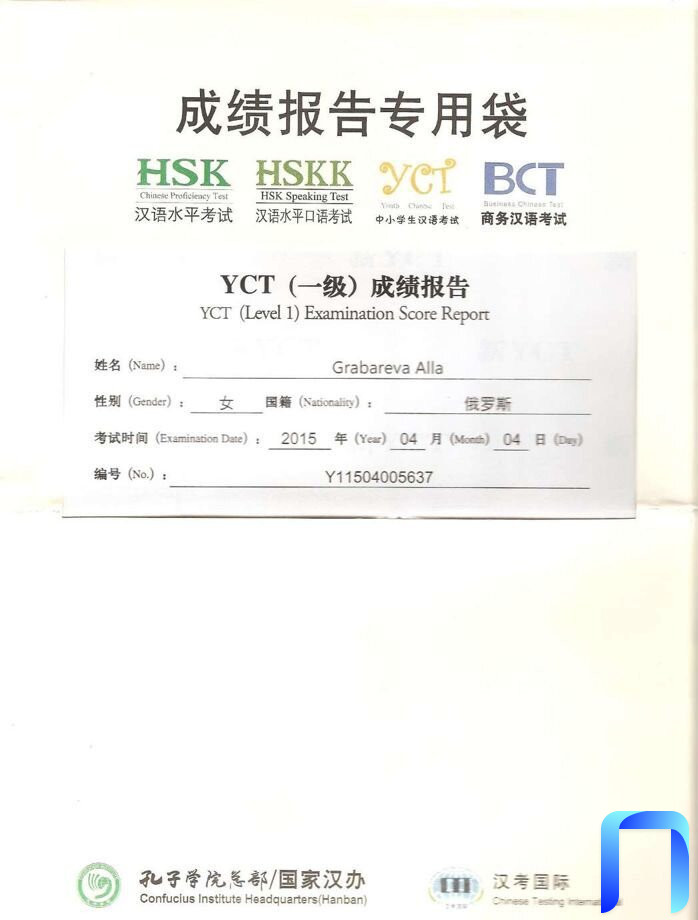 成绩报告专用袋
HSK HSKK YCT BCT
Chinese Proficiency Test HSK Speaking Test Youth Chinese Test Business Chinese Test
汉语水平考试 汉语水平口语考试 中小学生汉语考试 商务汉语考试
YCT（一级）成绩报告
YCT (Level 1) Examination Score Report
姓名 (Name)： Grabareva Alla
性别 (Gender)： 女 国籍 (Nationality)： 俄罗斯
考试时间 (Examination Date)： 2015 年 (Year) 04 月 (Month) 04 日 (Day)
编号 (No.)： Y11504005637
孔子学院总部/国家汉办 汉考国际
Confucius Institute Headquarters(Hanban) Chinese Testing International